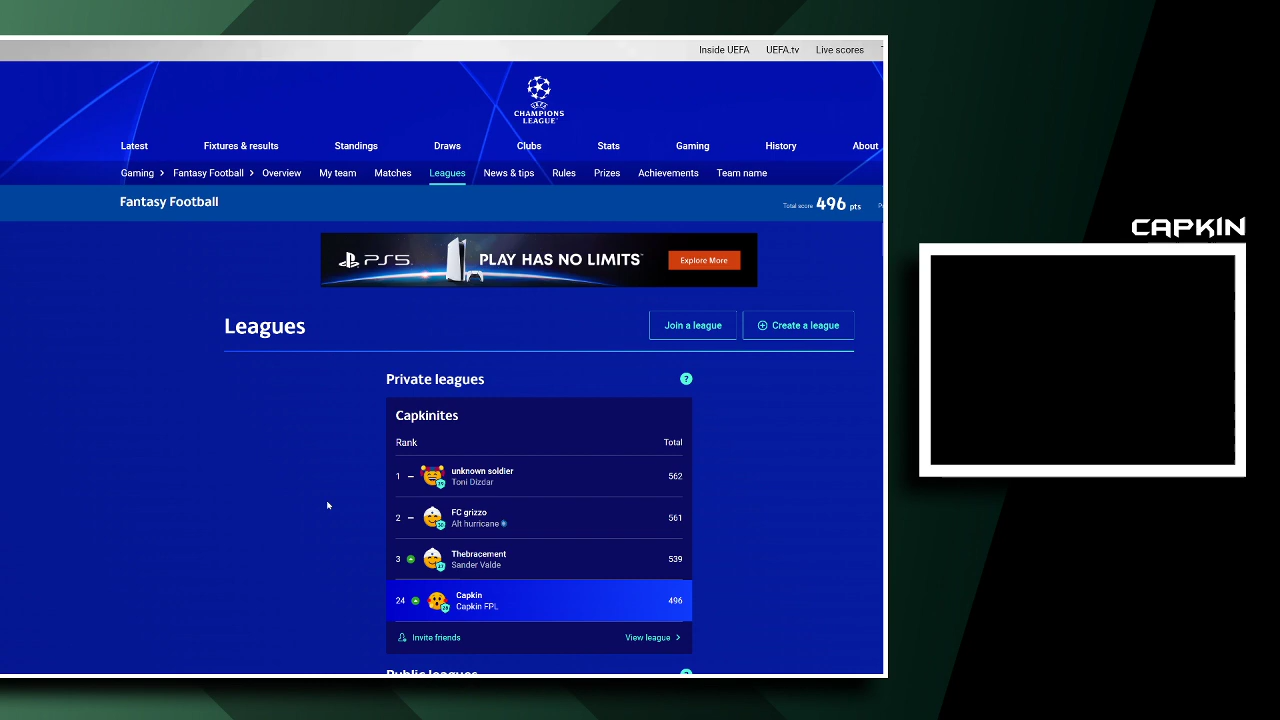 Inside UEFA UEFA.tv Live scores
UEFA
CHAMPIONS
LEAGUE
Latest Fixtures & results Standings Draws Clubs Stats Gaming History About
Gaming Fantasy Football Overview My team Matches Leagues News & tips Rules Prizes Achievements Team name
Fantasy Football Total score 496 pts
CAPKIN
PS5 PLAY HAS NO LIMITS™ Explore More
Leagues Join a league Create a league
Private leagues ?
Capkinites
Rank Total
1 unknown soldier 562
Toni Dizdar
2 FC grizzo 561
Alt hurricane
3 Thebracement 539
Sander Valde
24 Capkin 496
Capkin FPL
Invite friends View league
Public leagues